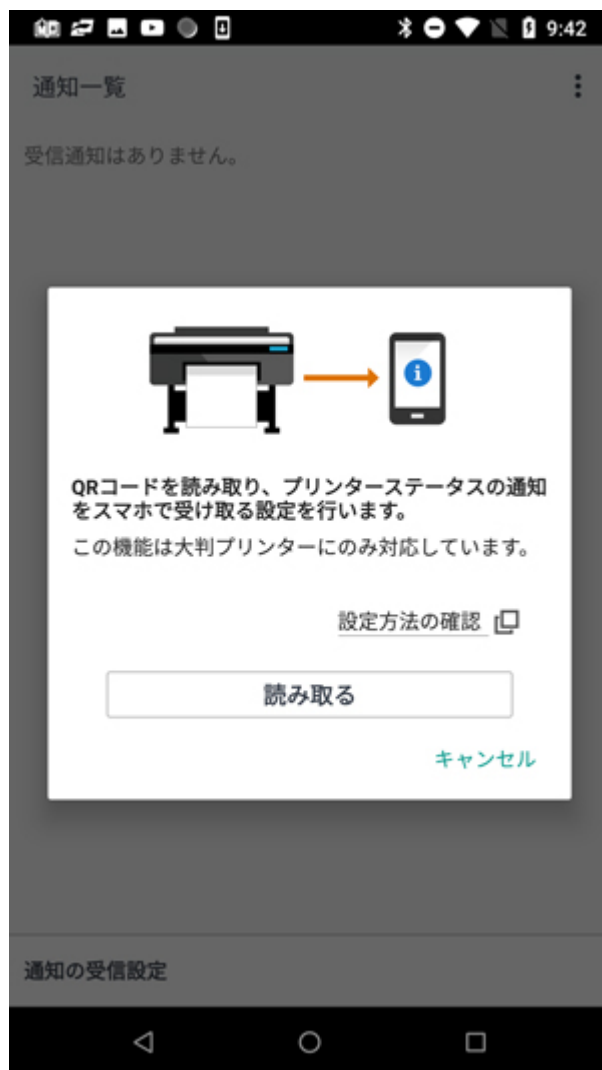 9:42
通知一覧
受信通知はありません。
QRコードを読み取り、プリンターステータスの通知
をスマホで受け取る設定を行います。
この機能は大判プリンターにのみ対応しています。
設定方法の確認
読み取る
キャンセル
通知の受信設定